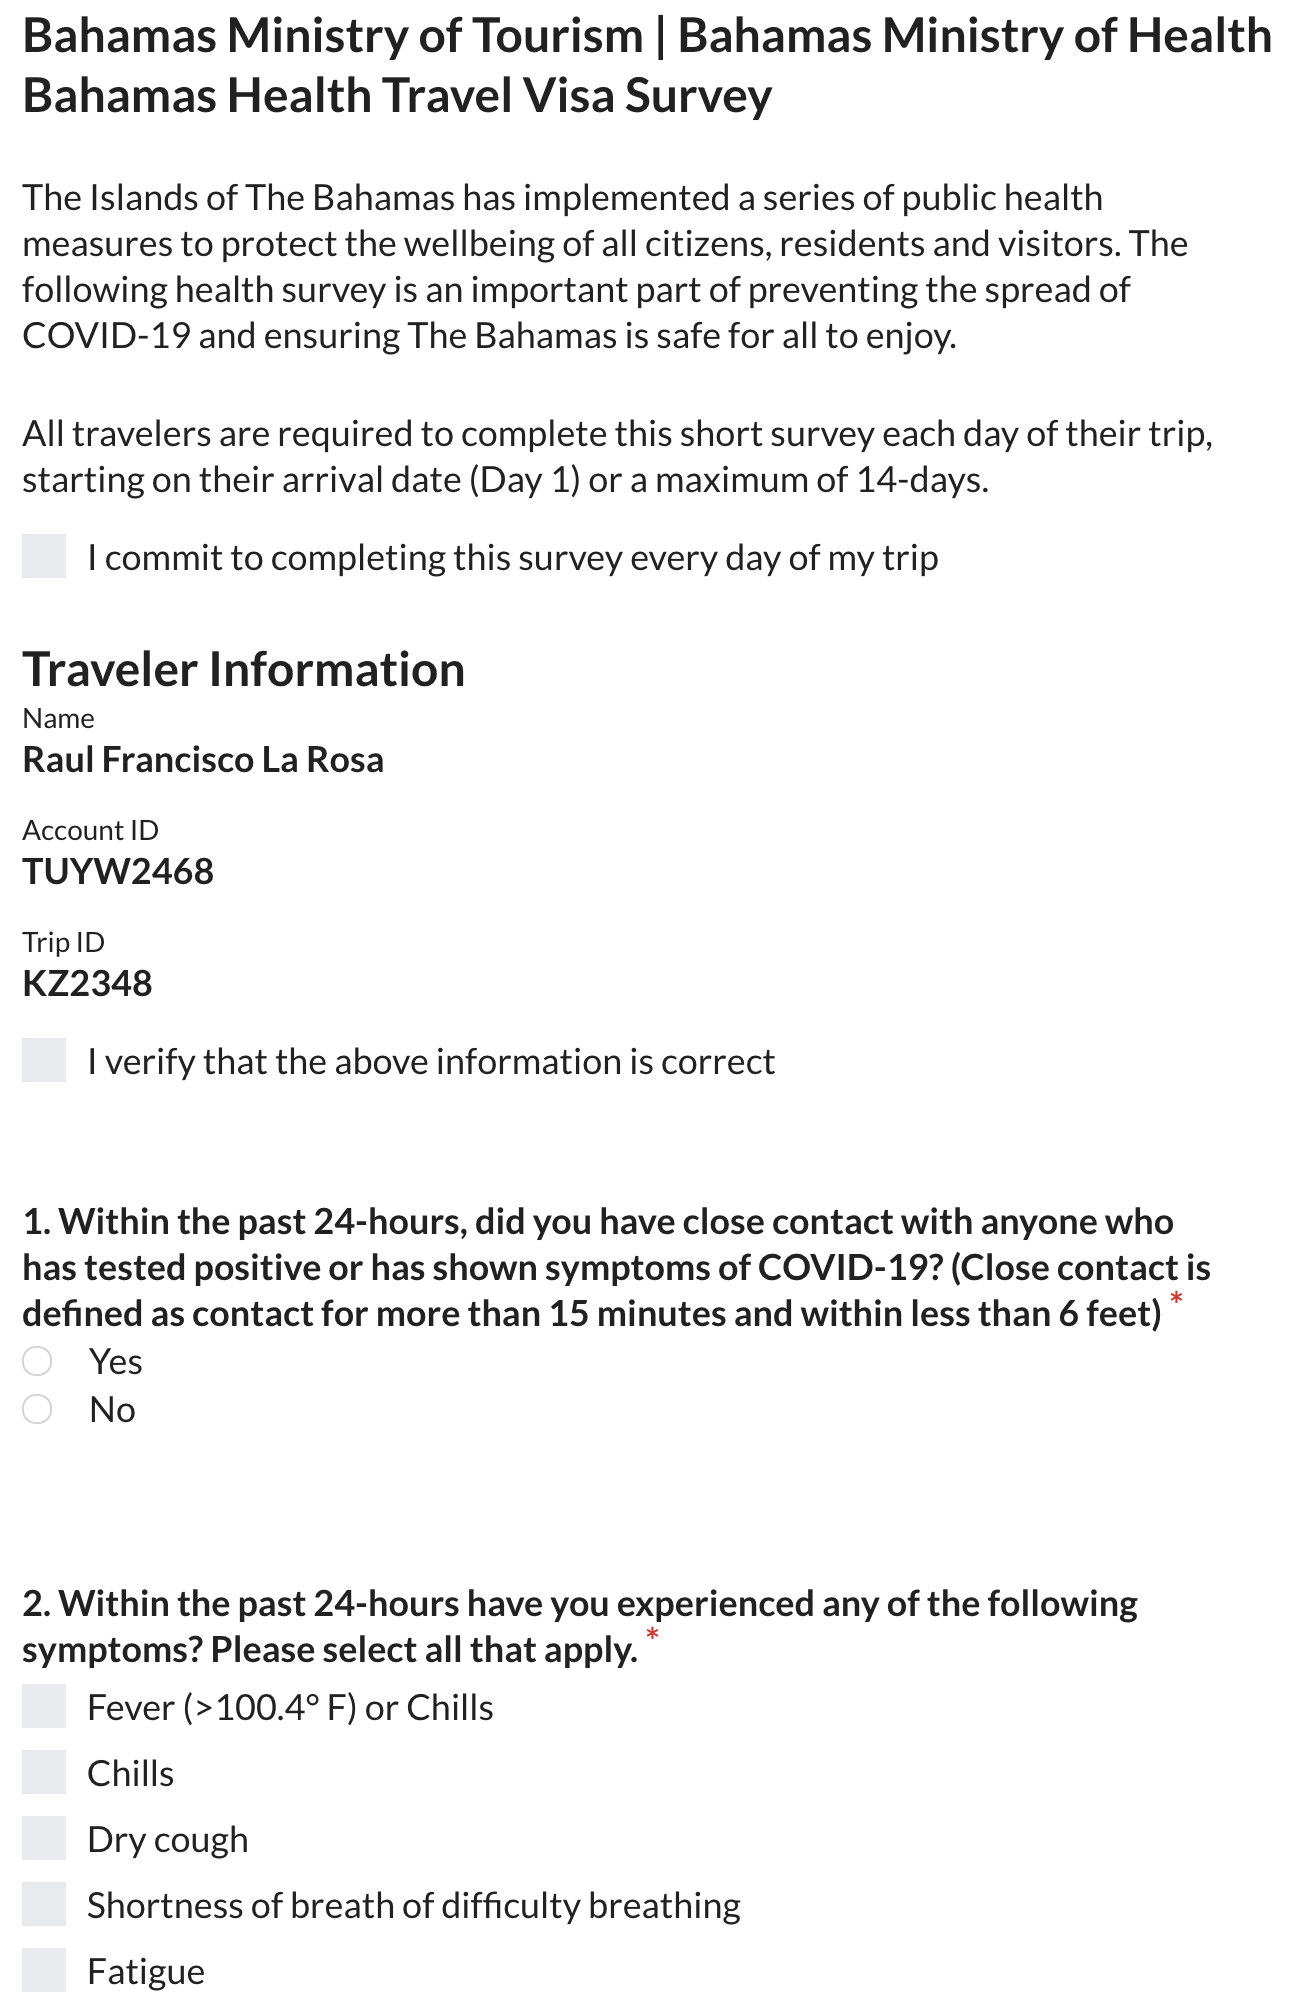 Bahamas Ministry of Tourism | Bahamas Ministry of Health
Bahamas Health Travel Visa Survey
The Islands of The Bahamas has implemented a series of public health
measures to protect the wellbeing of all citizens, residents and visitors. The
following health survey is an important part of preventing the spread of
COVID-19 and ensuring The Bahamas is safe for all to enjoy.
All travelers are required to complete this short survey each day of their trip,
starting on their arrival date (Day 1) or a maximum of 14-days.
I commit to completing this survey every day of my trip
Traveler Information
Name
Raul Francisco La Rosa
Account ID
TUYW2468
Trip ID
KZ2348
I verify that the above information is correct
1. Within the past 24-hours, did you have close contact with anyone who
has tested positive or has shown symptoms of COVID-19? (Close contact is
defined as contact for more than 15 minutes and within less than 6 feet) *
Yes
No
2. Within the past 24-hours have you experienced any of the following
symptoms? Please select all that apply. *
Fever (>100.4° F) or Chills
Chills
Dry cough
Shortness of breath of difficulty breathing
Fatigue